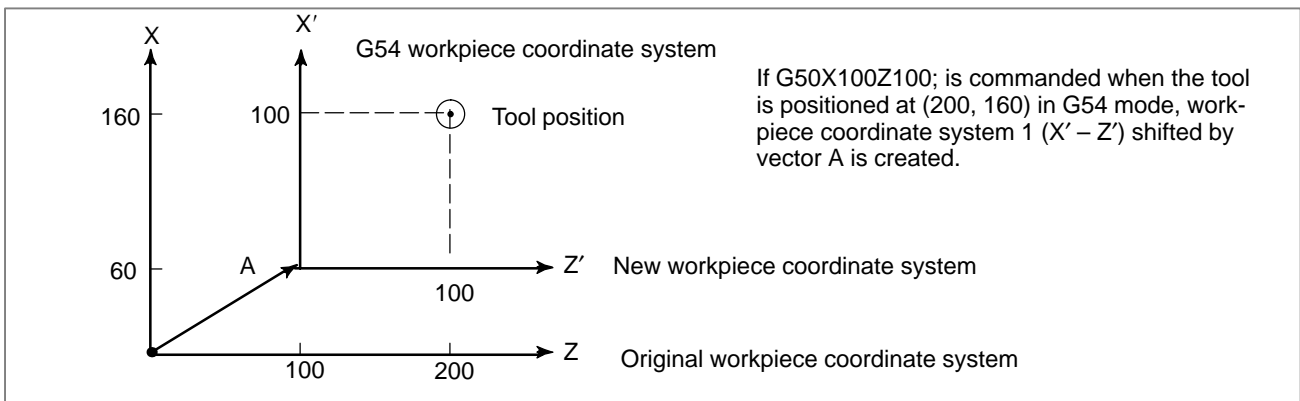 X
X′
G54 workpiece coordinate system
If G50X100Z100; is commanded when the tool
is positioned at (200, 160) in G54 mode, work-
piece coordinate system 1 (X′ – Z′) shifted by
vector A is created.
160
100
Tool position
60
A
Z′
New workpiece coordinate system
100
Z
Original workpiece coordinate system
100
200